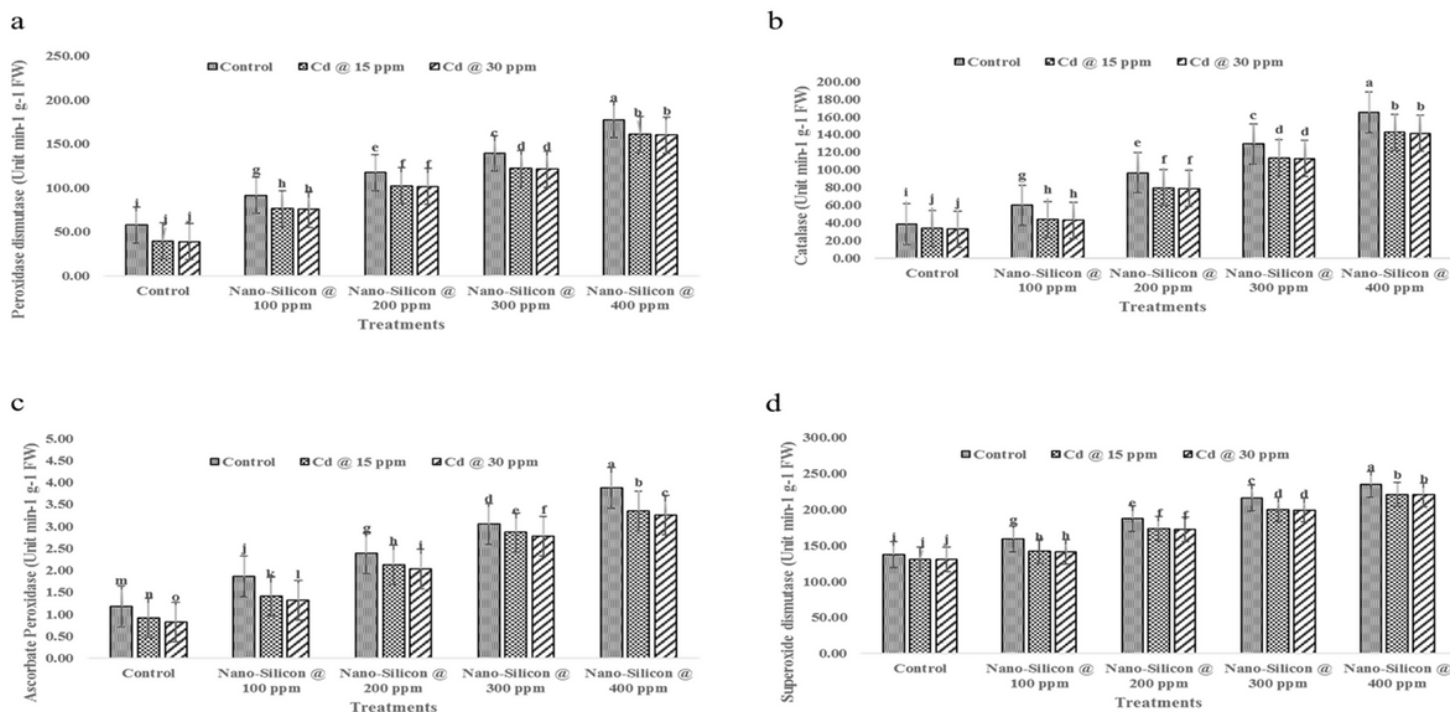 a
Peroxidase dismutase (Unit min-1 g-1 FW)
250.00
200.00
150.00
100.00
50.00
0.00
Control Cd @ 15 ppm Cd @ 30 ppm
i j j
g h h
e f f
c d d
a b b
Control Nano-Silicon @ Nano-Silicon @ Nano-Silicon @ Nano-Silicon @
100 ppm 200 ppm 300 ppm 400 ppm
Treatments
b
Catalase (Unit min-1 g-1 FW)
200.00
180.00
160.00
140.00
120.00
100.00
80.00
60.00
40.00
20.00
0.00
Control Cd @ 15 ppm Cd @ 30 ppm
i j j
g h h
e f f
c d d
a b b
Control Nano-Silicon @ Nano-Silicon @ Nano-Silicon @ Nano-Silicon @
100 ppm 200 ppm 300 ppm 400 ppm
Treatments
c
Ascorbate Peroxidase (Unit min-1 g-1 FW)
5.00
4.50
4.00
3.50
3.00
2.50
2.00
1.50
1.00
0.50
0.00
Control Cd @ 15 ppm Cd @ 30 ppm
m n o
j k l
g h i
d e f
a b c
Control Nano-Silicon @ Nano-Silicon @ Nano-Silicon @ Nano-Silicon @
100 ppm 200 ppm 300 ppm 400 ppm
Treatments
d
Superoxide dismutase (Unit min-1 g-1 FW)
300.00
250.00
200.00
150.00
100.00
50.00
0.00
Control Cd @ 15 ppm Cd @ 30 ppm
i j j
g h h
e f f
c d d
a b b
Control Nano-Silicon @ Nano-Silicon @ Nano-Silicon @ Nano-Silicon @
100 ppm 200 ppm 300 ppm 400 ppm
Treatments